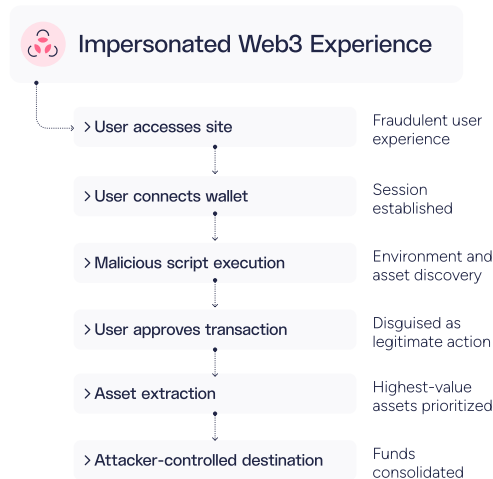 Impersonated Web3 Experience
User accesses site
Fraudulent user
experience
User connects wallet
Session
established
Malicious script execution
Environment and
asset discovery
User approves transaction
Disguised as
legitimate action
Asset extraction
Highest-value
assets prioritized
Attacker-controlled destination
Funds
consolidated